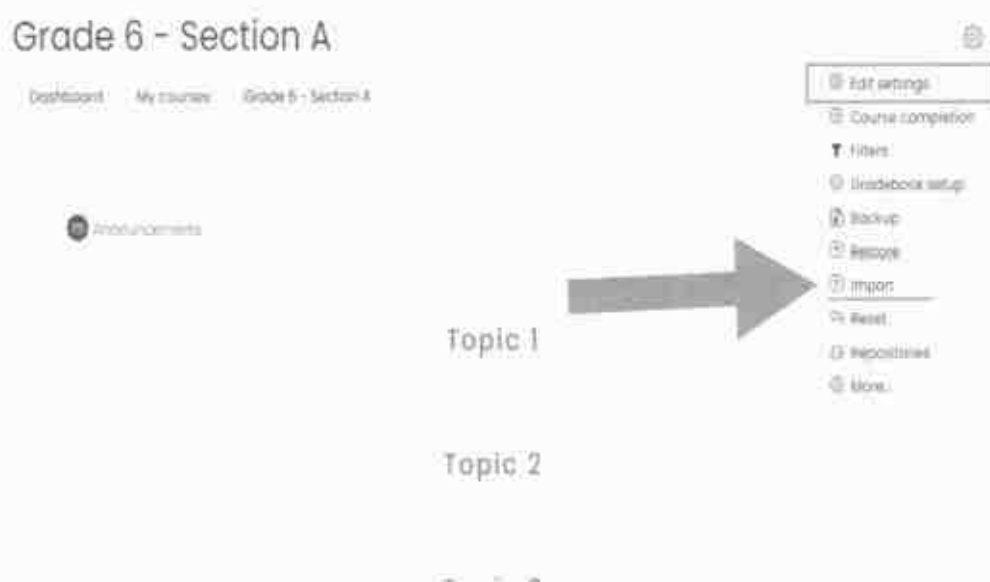 Grade 6 - Section A
Dashboard My courses Grade 6 - Section A
Edit settings
Course completion
Filters
Gradebook setup
Backup
Restore
Import
Reset
Repositories
More...
Announcements
Topic 1
Topic 2